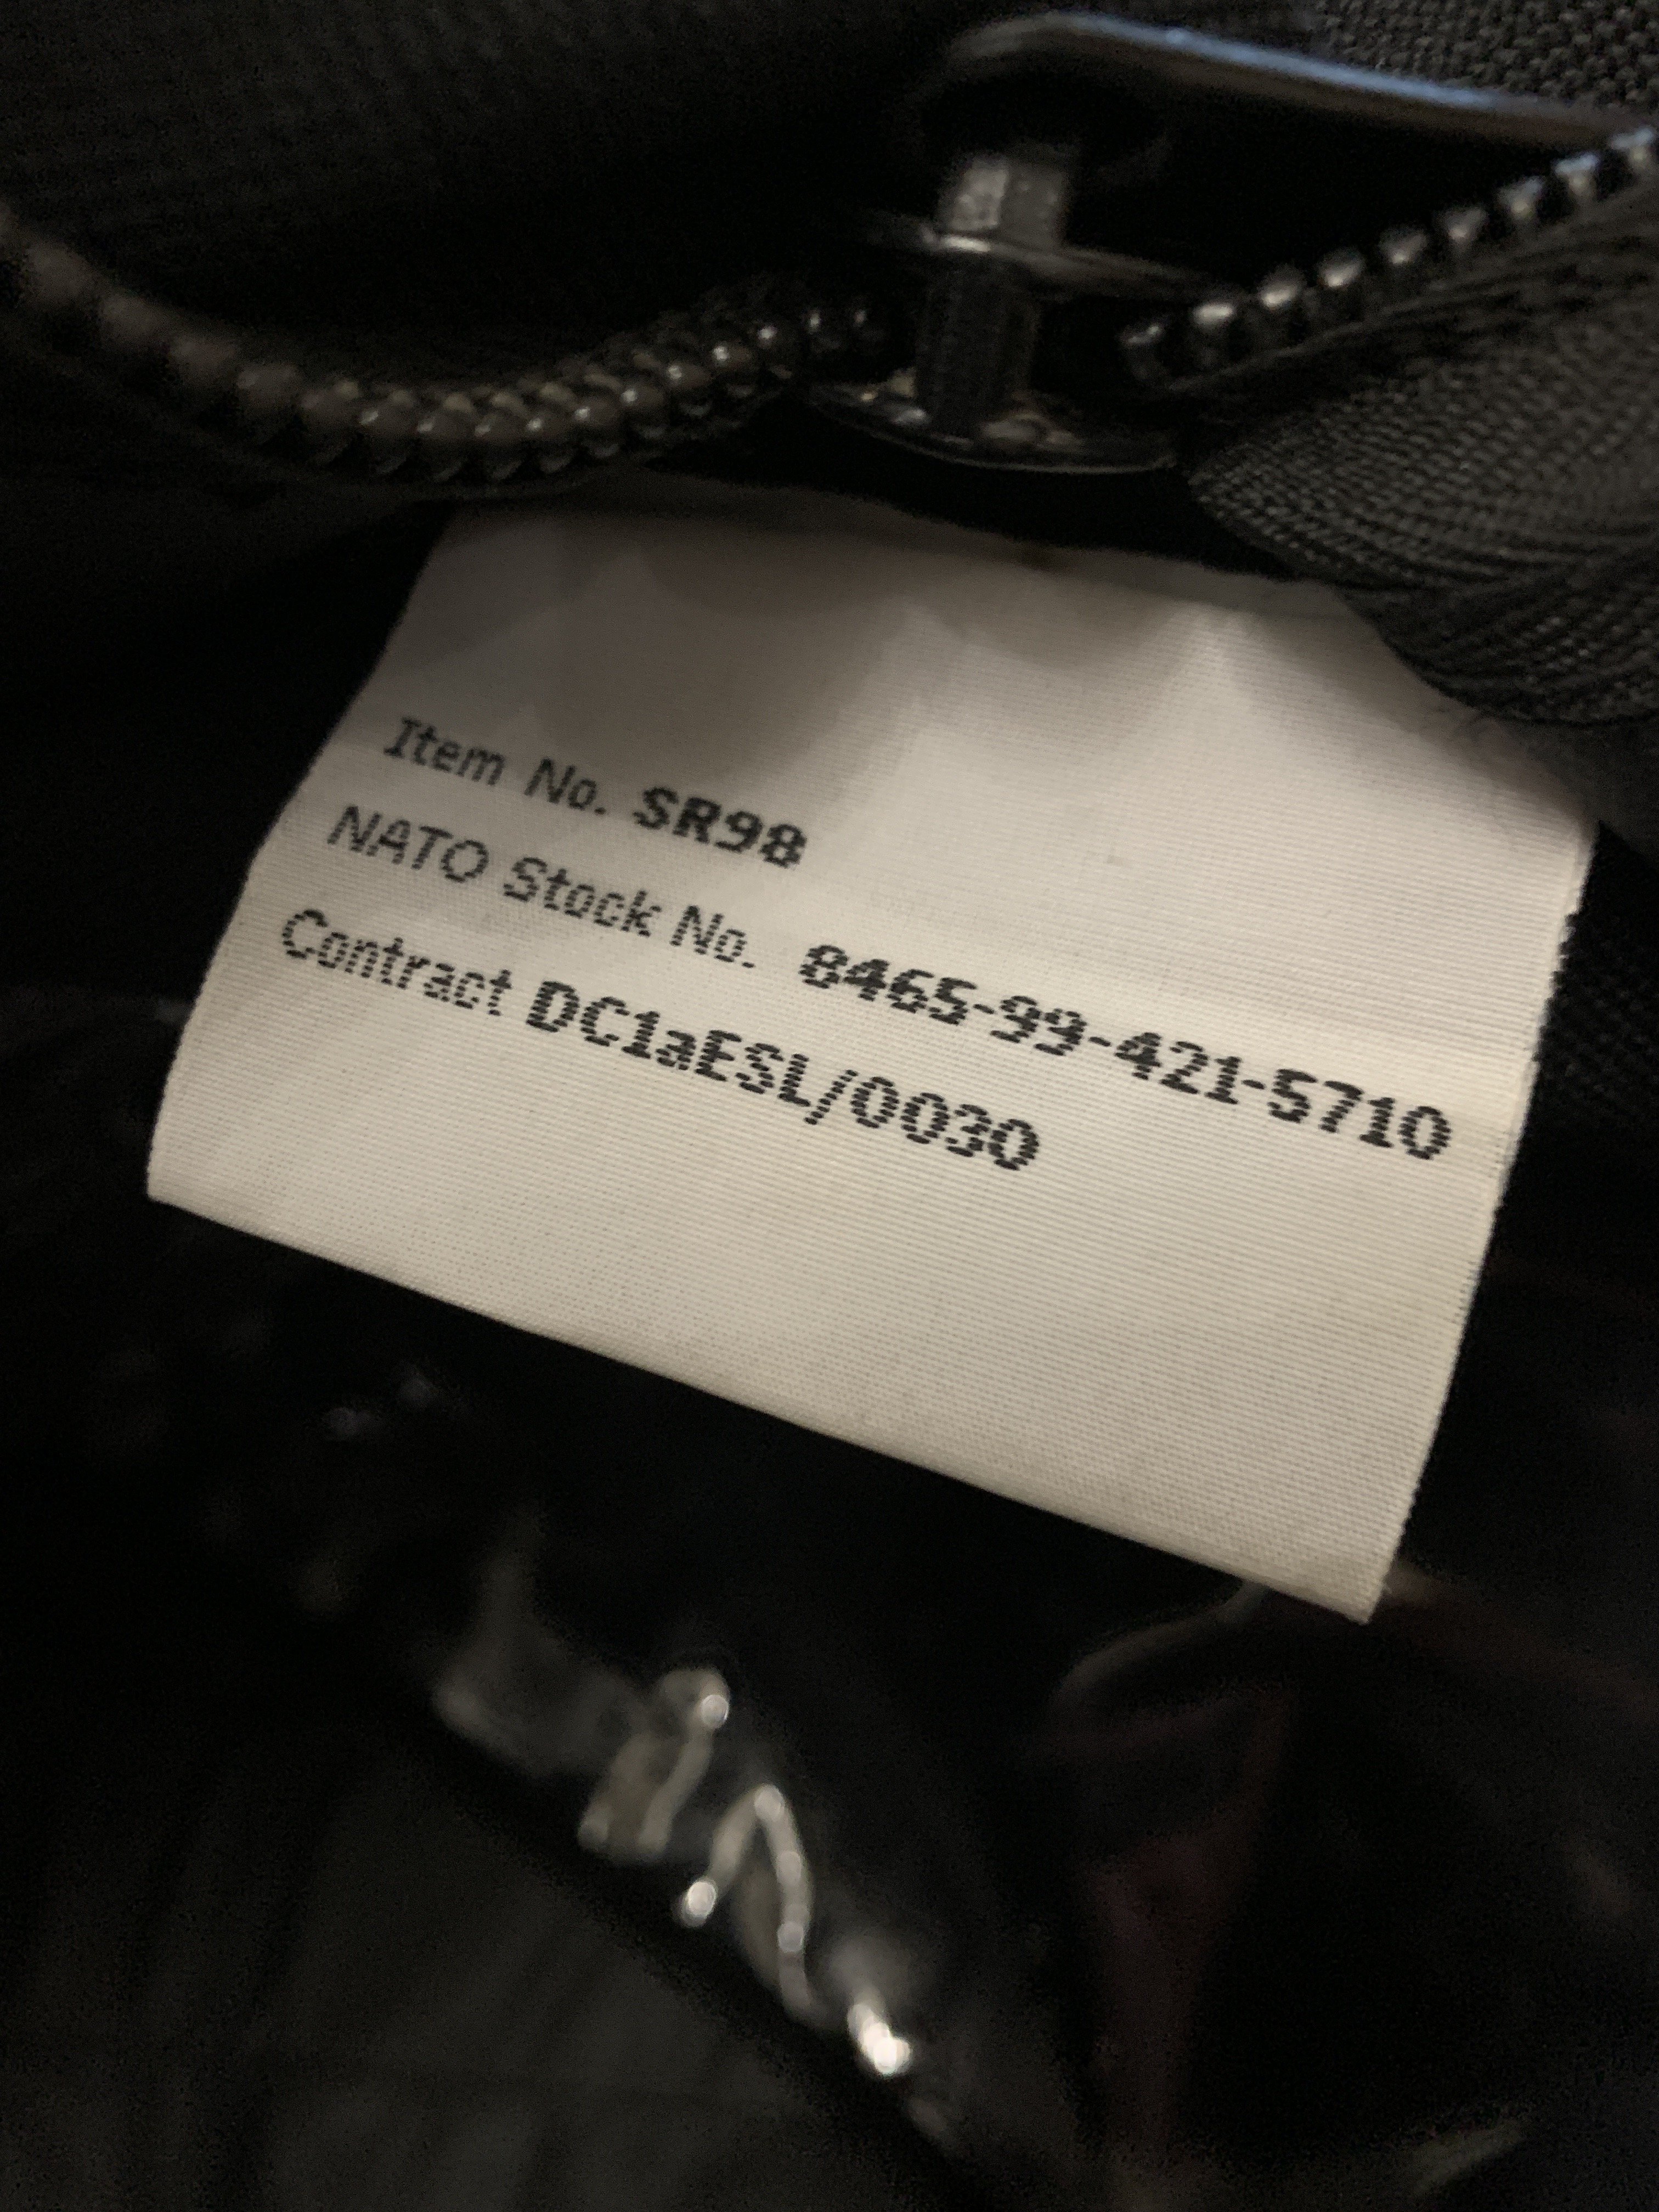 Item No. SR98
NATO Stock No. 8465-99-421-5710
Contract DC1aESL/0030